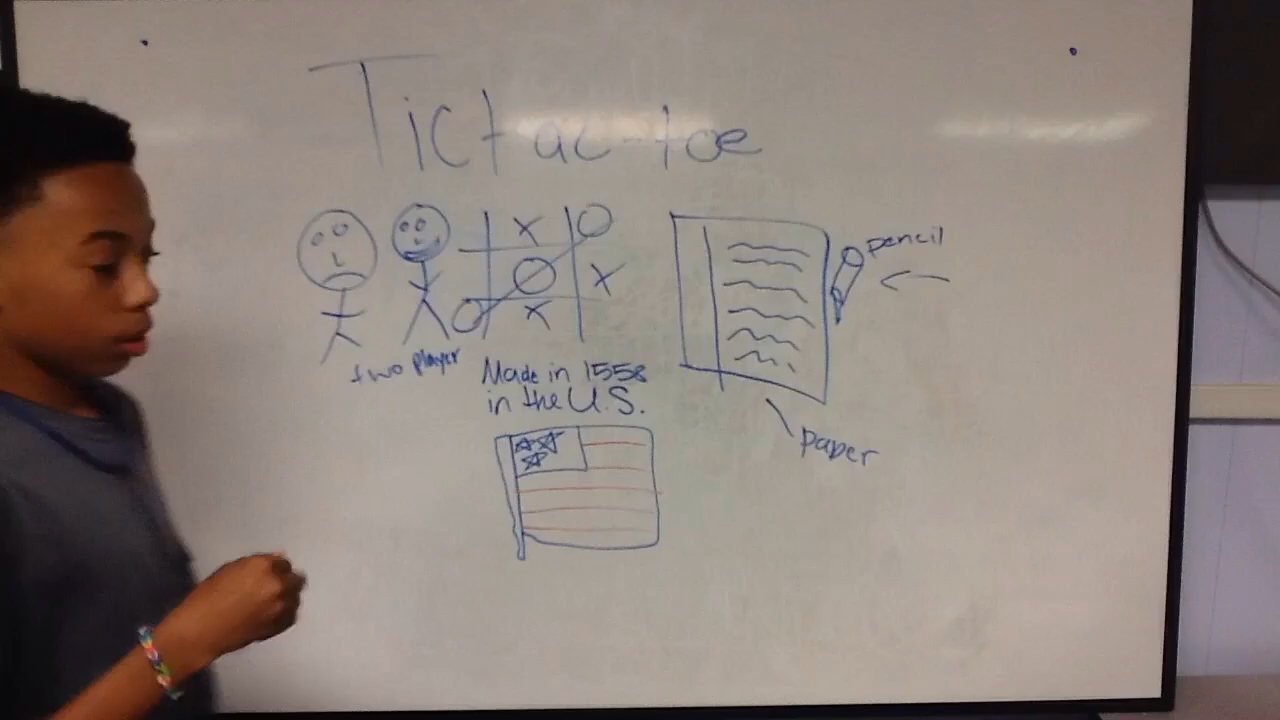 Tic tac-toe
X O
O X
O X
two player
Made in 1558
in the U.S.
pencil
paper